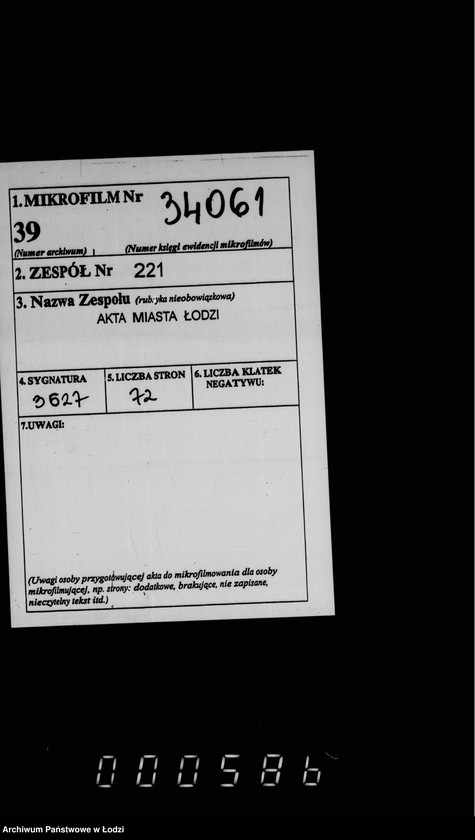 1. MIKROFILM Nr 34061
39
(Numer archiwum) (Numer księgi ewidencji mikrofilmów)
2. ZESPÓŁ Nr 221
3. Nazwa Zespołu (rubryka nieobowiązkowa)
AKTA MIASTA ŁODZI
4. SYGNATURA 5. LICZBA STRON 6. LICZBA KLATEK
NEGATYWU:
3627 72
7. UWAGI:
(Uwagi osoby przygotowującej akta do mikrofilmowania dla osoby
mikrofilmującej, np. strony: dodatkowe, brakujące, nie zapisane,
nieczytelny tekst itd.)
000586
Archiwum Państwowe w Łodzi